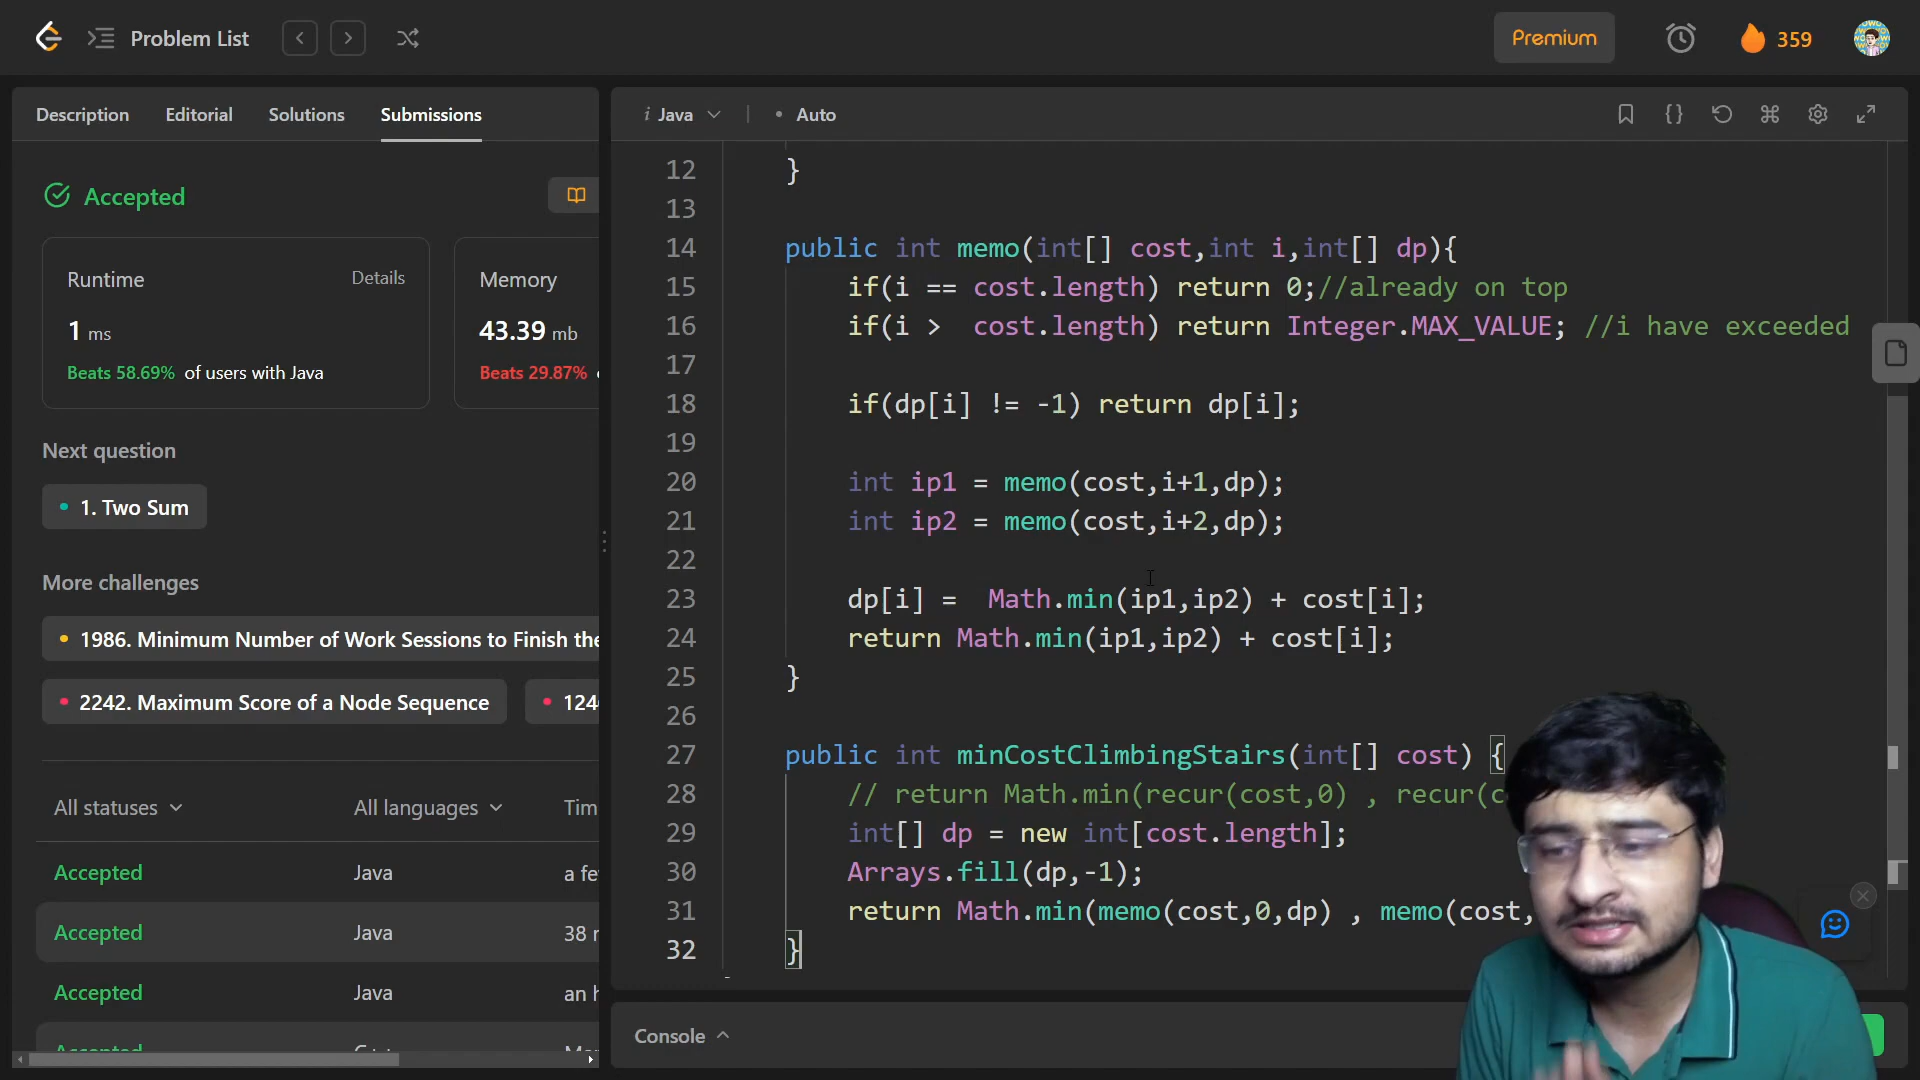 Problem List
Premium
359
Description Editorial Solutions Submissions
Accepted
Runtime Details
1 ms
Beats 58.69% of users with Java
Memory
43.39 mb
Beats 29.87%
Next question
1. Two Sum
More challenges
1986. Minimum Number of Work Sessions to Finish the
2242. Maximum Score of a Node Sequence
All statuses All languages
Accepted Java
Accepted Java
Accepted Java
i Java • Auto
12 }
13
14 public int memo(int[] cost,int i,int[] dp){
15 if(i == cost.length) return 0;//already on top
16 if(i > cost.length) return Integer.MAX_VALUE; //i have exceeded
17
18 if(dp[i] != -1) return dp[i];
19
20 int ip1 = memo(cost,i+1,dp);
21 int ip2 = memo(cost,i+2,dp);
22
23 dp[i] = Math.min(ip1,ip2) + cost[i];
24 return Math.min(ip1,ip2) + cost[i];
25 }
26
27 public int minCostClimbingStairs(int[] cost) {
28 // return Math.min(recur(cost,0) , recur(c
29 int[] dp = new int[cost.length];
30 Arrays.fill(dp,-1);
31 return Math.min(memo(cost,0,dp) , memo(cost,
32 }
Console